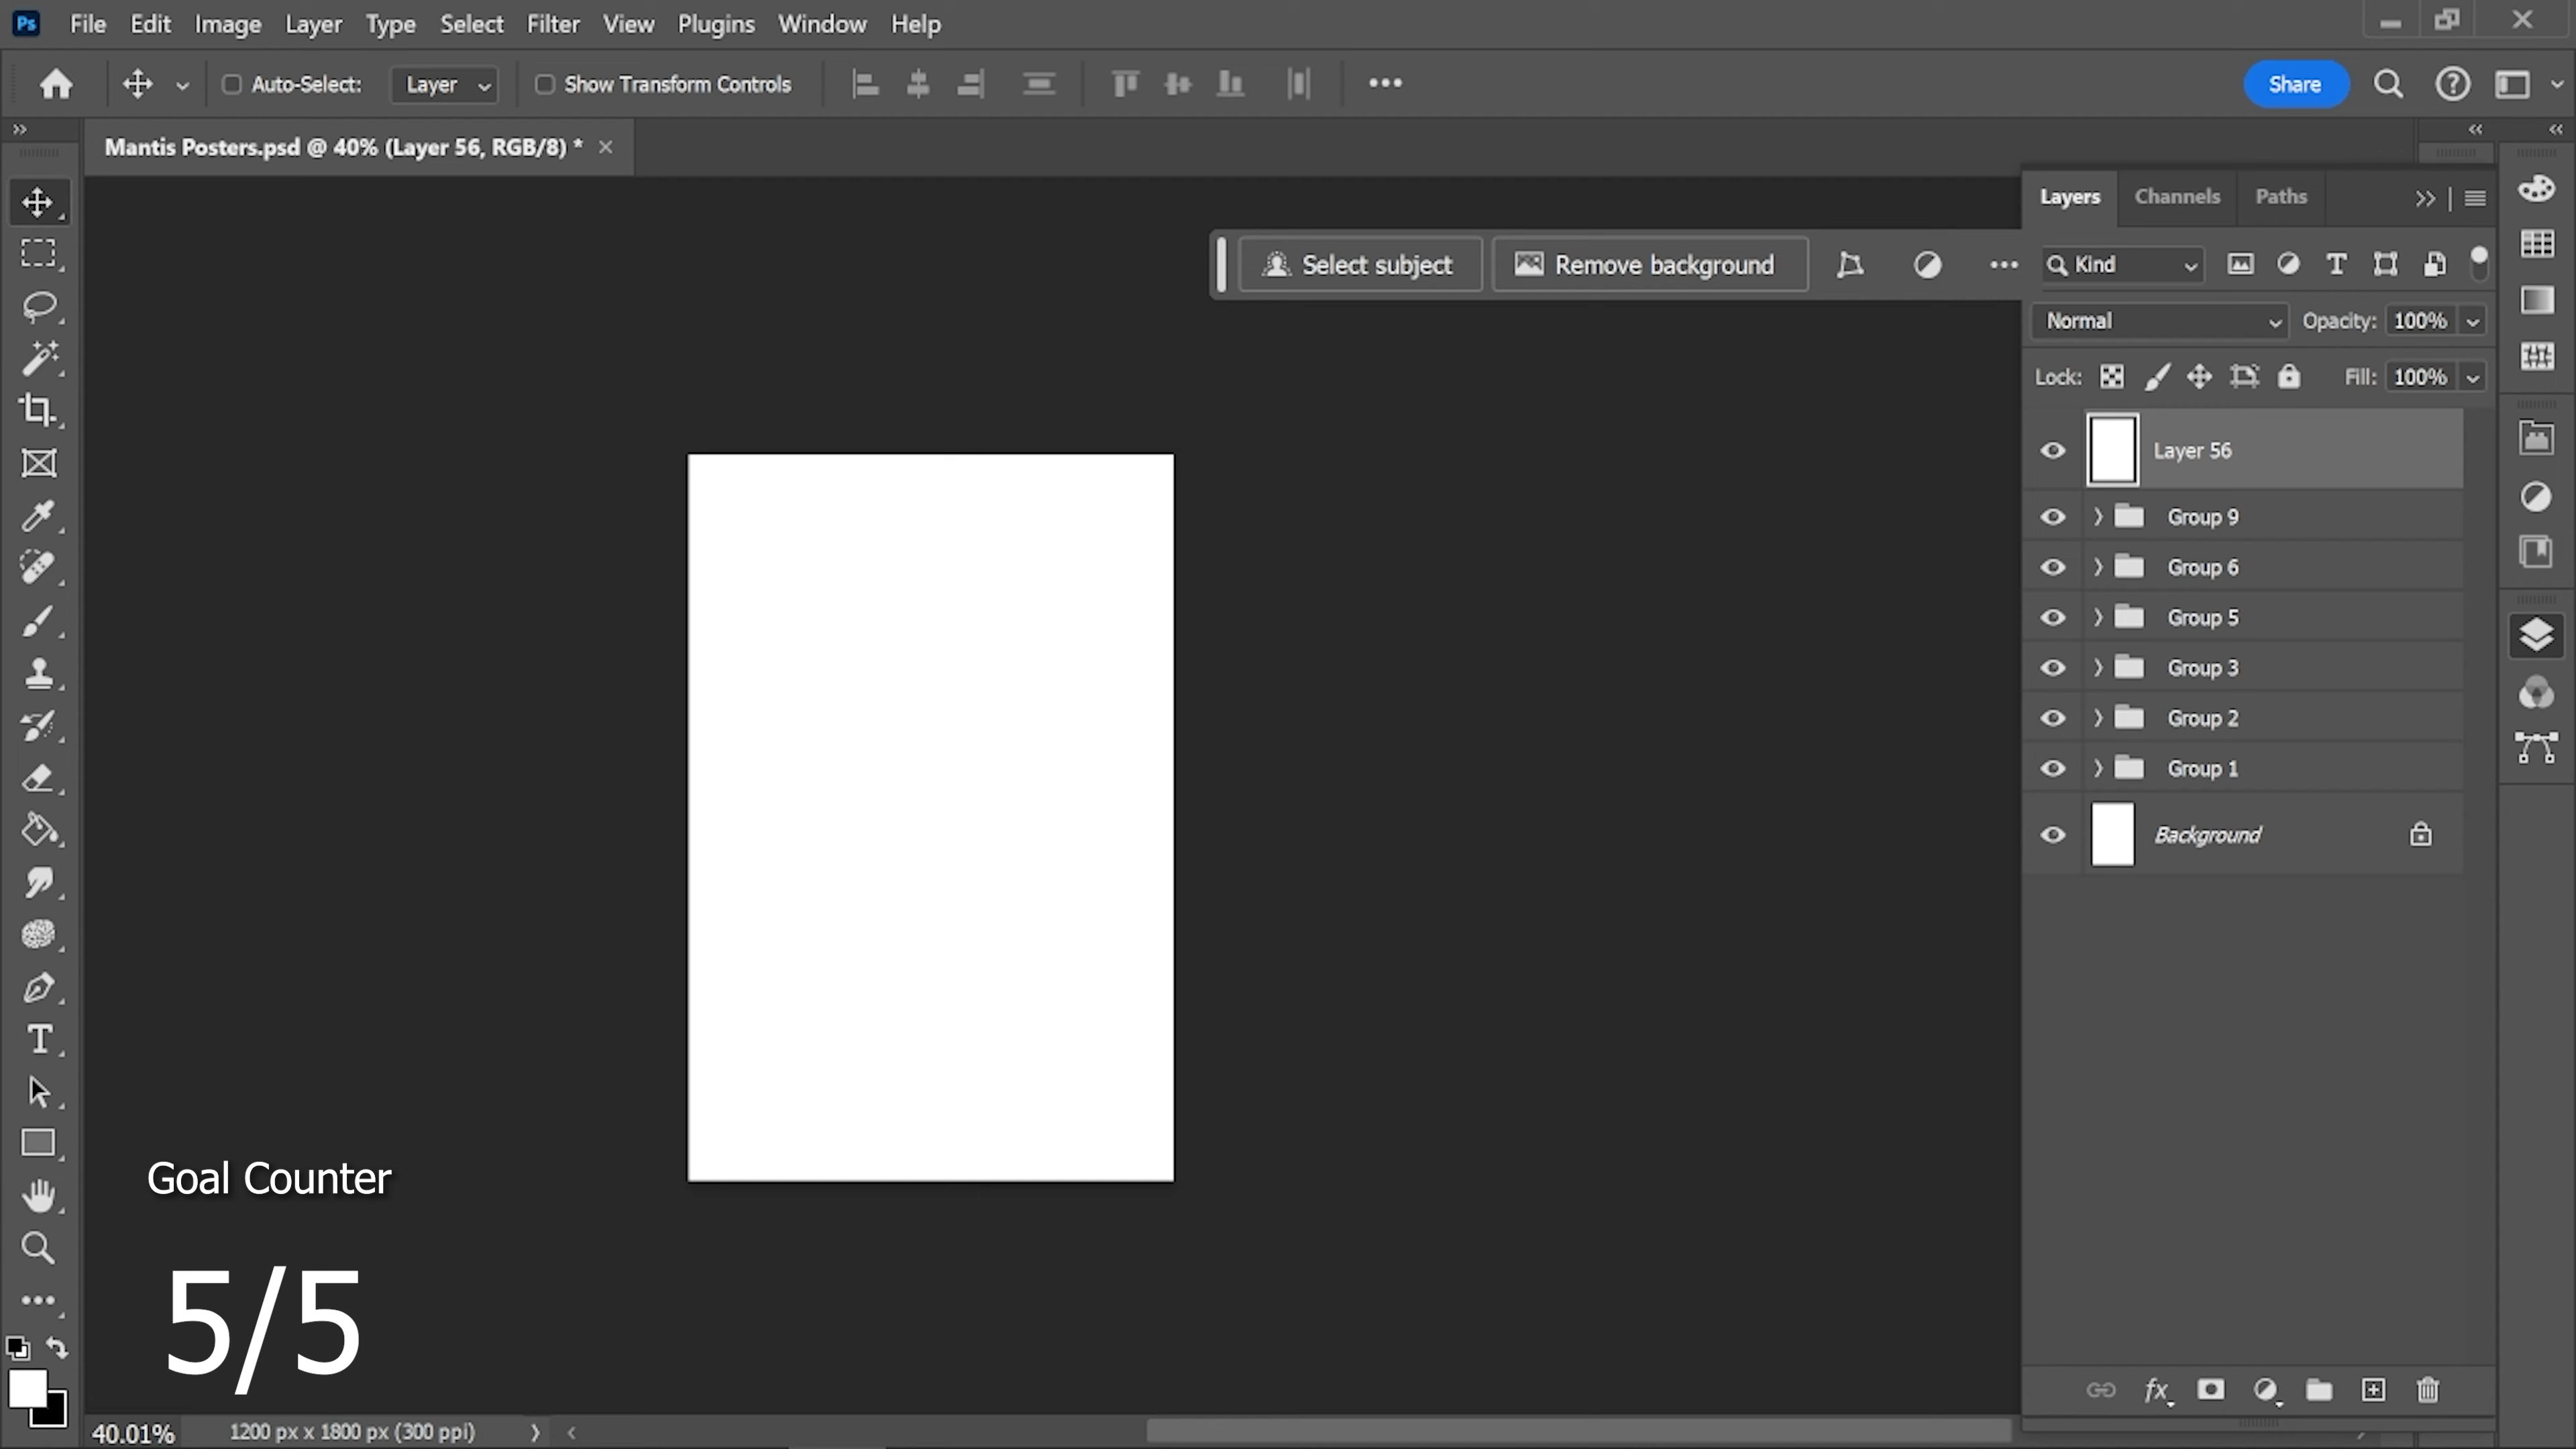 Ps File Edit Image Layer Type Select Filter View Plugins Window Help
Auto-Select: Layer Show Transform Controls Share
Mantis Posters.psd @ 40% (Layer 56, RGB/8) *
Layers Channels Paths
Select subject Remove background
Kind
Normal Opacity: 100%
Lock: Fill: 100%
Layer 56
Group 9
Group 6
Group 5
Group 3
Group 2
Group 1
Background
Goal Counter
5/5
fx
40.01% 1200 px x 1800 px (300 ppi)